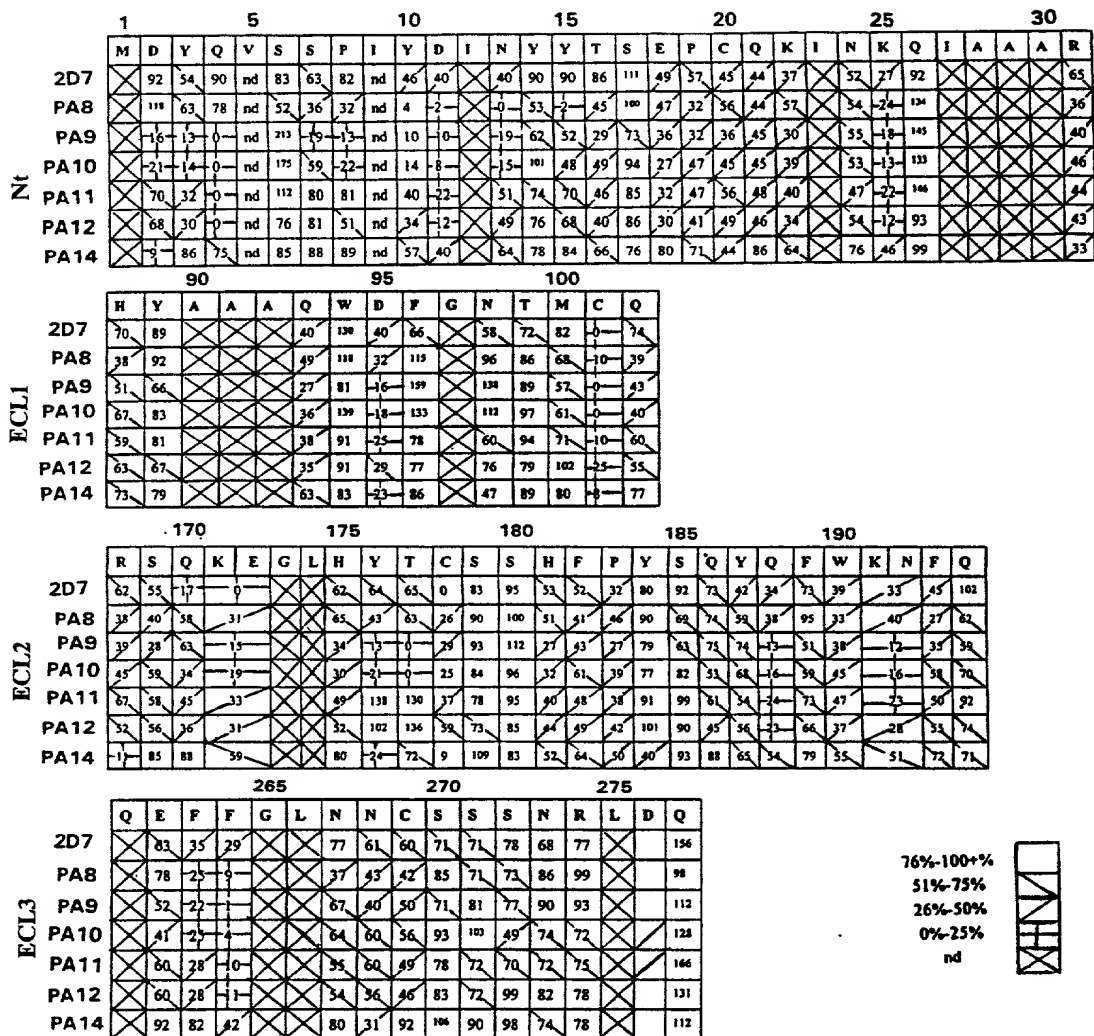 1 5 10 15 20 25 30
M D Y Q V S S P I Y D I N Y Y T S E P C Q K I N K Q I A A A R
2D7 92 54 90 nd 83 63 82 nd 46 40 40 90 90 86 111 49 57 45 44 37 52 27 92 65
PA8 118 63 78 nd 52 36 32 nd 4 2 0 53 2 45 100 47 32 56 44 57 54 24 134 36
PA9 16 13 0 nd 213 19 13 nd 10 10 19 62 52 29 73 36 32 36 45 30 55 18 145 40
PA10 21 14 0 nd 175 59 22 nd 14 8 15 101 48 49 94 27 47 45 45 39 53 13 133 46
PA11 70 32 0 nd 112 80 81 nd 40 22 51 74 70 46 85 32 47 56 48 40 47 22 146 44
PA12 68 30 0 nd 76 81 51 nd 34 12 49 76 68 40 86 30 41 49 46 34 54 12 93 43
PA14 9 86 75 nd 85 88 89 nd 57 40 64 78 84 66 76 80 71 44 86 64 76 46 99 33
Nt
90 95 100
H Y A A A Q W D F G N T M C Q
2D7 70 89 40 130 40 66 58 72 82 0 74
PA8 38 92 49 118 32 115 96 86 68 10 39
PA9 51 66 27 81 16 159 138 89 57 0 43
PA10 67 83 36 139 18 133 112 97 61 0 40
PA11 59 81 38 91 25 78 60 94 71 10 60
PA12 63 67 35 91 29 77 76 79 102 25 55
PA14 73 79 63 83 23 86 47 89 80 8 77
ECL1
170 175 180 185 190
R S Q K E G L H Y T C S S H F P Y S Q Y Q F W K N F Q
2D7 62 55 17 0 62 64 65 0 83 95 53 52 32 80 92 73 42 34 73 39 33 45 102
PA8 38 40 58 31 65 43 63 26 90 100 51 41 46 90 69 74 59 38 95 33 40 27 62
PA9 39 28 63 15 34 13 0 29 93 112 27 43 27 79 63 75 74 13 51 38 12 35 59
PA10 45 59 34 19 30 21 0 25 84 96 32 61 39 77 82 53 68 16 59 45 16 58 70
PA11 67 58 45 33 49 138 130 37 78 95 40 48 38 91 99 61 54 24 73 47 23 50 92
PA12 52 56 36 31 52 102 136 59 73 85 44 49 42 101 90 45 56 23 66 37 28 56 74
PA14 11 85 88 59 80 24 72 9 109 83 52 64 50 40 93 88 65 54 79 55 51 72 71
ECL2
265 270 275
Q E F F G L N N C S S S N R L D Q
2D7 63 35 29 77 61 60 71 71 78 68 77 156
PA8 78 25 9 37 43 42 85 71 73 86 99 98
PA9 52 22 1 67 40 50 71 81 77 90 93 112
PA10 41 25 4 64 60 56 93 103 49 74 72 128
PA11 60 28 10 55 60 49 78 72 70 72 75 166
PA12 60 28 1 54 56 46 83 72 99 82 78 131
PA14 92 82 42 80 31 92 106 90 98 74 78 112
ECL3
76%-100+%
51%-75%
26%-50%
0%-25%
nd